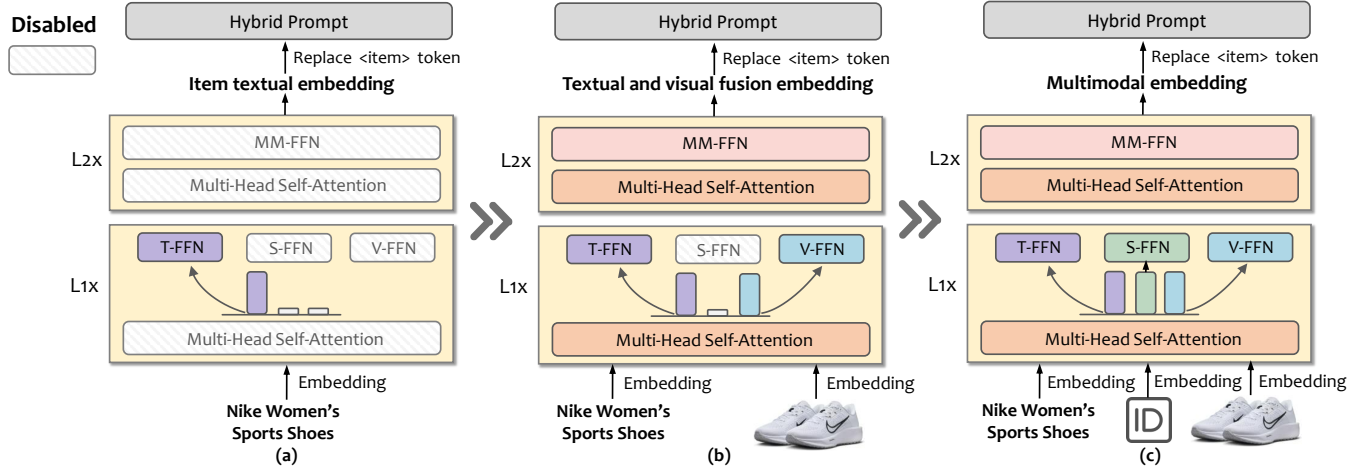 Disabled
Hybrid Prompt
Replace <item> token
Item textual embedding
L2x
MM-FFN
Multi-Head Self-Attention
L1x
T-FFN
S-FFN
V-FFN
Multi-Head Self-Attention
Embedding
Nike Women's
Sports Shoes
(a)
Hybrid Prompt
Replace <item> token
Textual and visual fusion embedding
L2x
MM-FFN
Multi-Head Self-Attention
L1x
T-FFN
S-FFN
V-FFN
Multi-Head Self-Attention
Embedding
Embedding
Nike Women's
Sports Shoes
(b)
Hybrid Prompt
Replace <item> token
Multimodal embedding
L2x
MM-FFN
Multi-Head Self-Attention
L1x
T-FFN
S-FFN
V-FFN
Multi-Head Self-Attention
Embedding
Embedding
Embedding
Nike Women's
Sports Shoes
ID
(c)